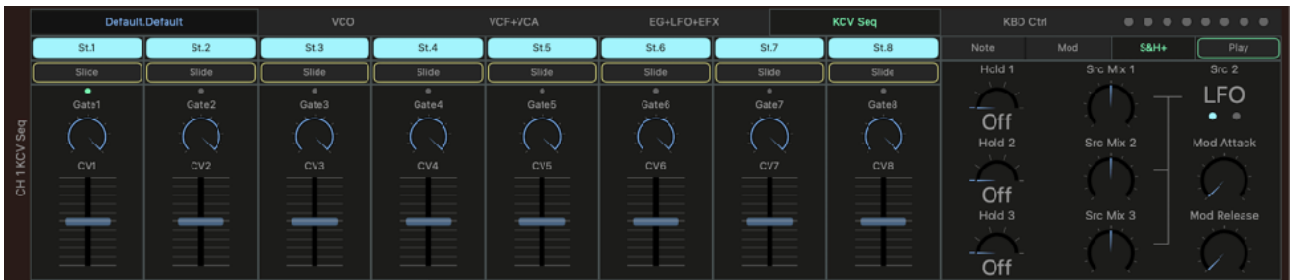 Default.Default VCO VCF+VCA EG+LFO+EFX KCV Seq KBD Ctrl
St.1 St.2 St.3 St.4 St.5 St.6 St.7 St.8 Note Mod S&H+ Play
Slide Slide Slide Slide Slide Slide Slide Slide
Hold 1 Src Mix 1 Src 2
Gate1 Gate2 Gate3 Gate4 Gate5 Gate6 Gate7 Gate8
LFO
Off
Hold 2 Src Mix 2 Mod Attack
CV1 CV2 CV3 CV4 CV5 CV6 CV7 CV8
Off
Hold 3 Src Mix 3 Mod Release
Off
CH 1 KCV Seq